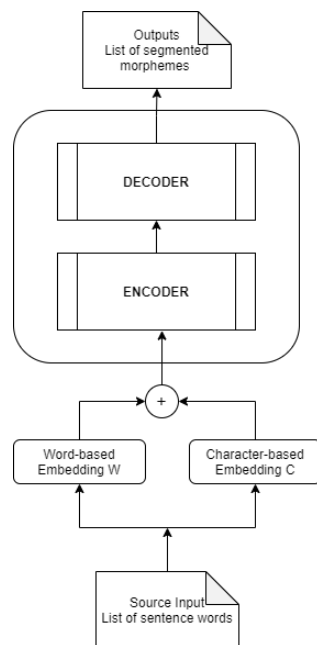 Outputs
List of segmented
morphemes
DECODER
ENCODER
+
Word-based
Embedding W
Character-based
Embedding C
Source Input
List of sentence words